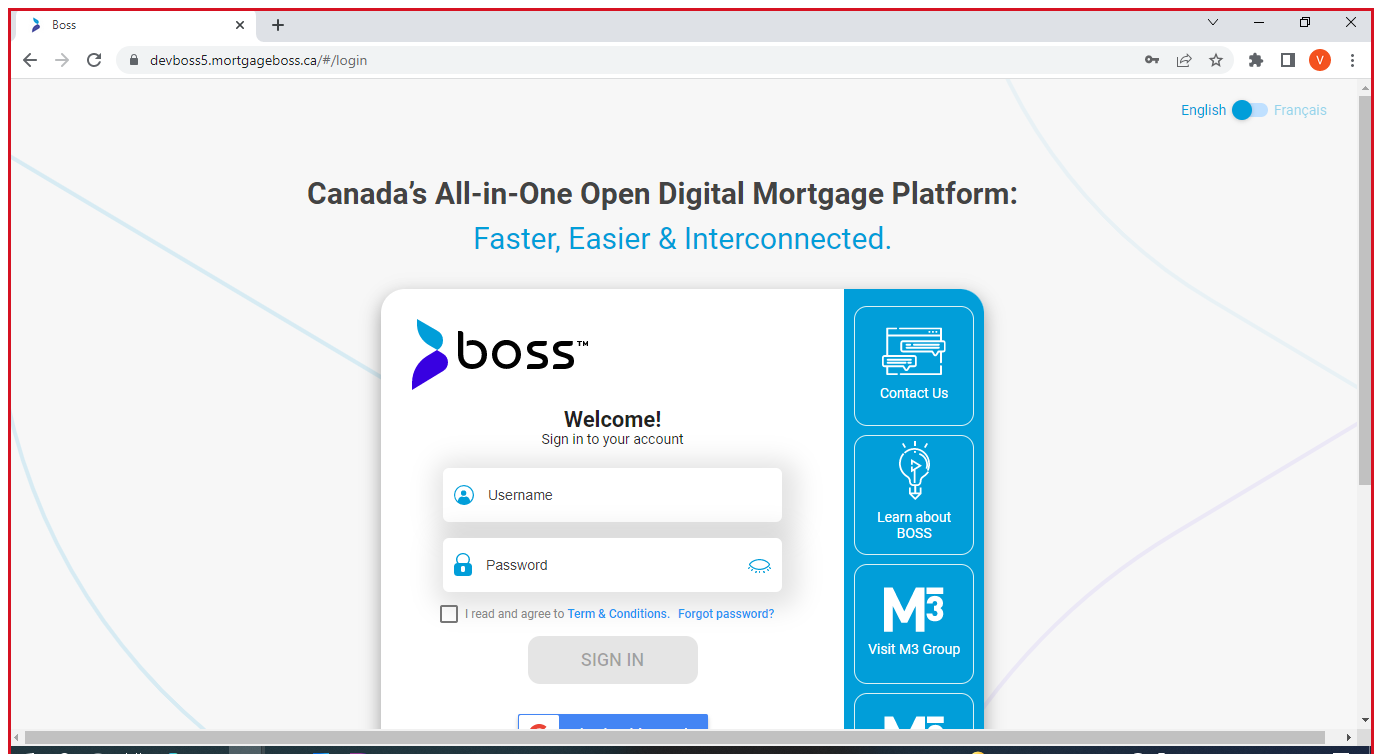 Boss
devboss5.mortgageboss.ca/#/login
V
English Français
Canada’s All-in-One Open Digital Mortgage Platform:
Faster, Easier & Interconnected.
boss™
Contact Us
Welcome!
Sign in to your account
Username
Learn about
BOSS
Password
I read and agree to Term & Conditions. Forgot password?
M3
Visit M3 Group
SIGN IN